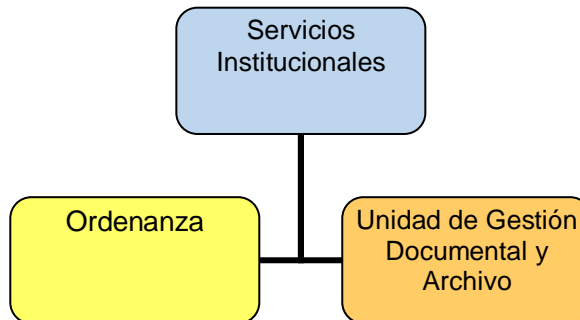 Servicios
Institucionales
Ordenanza
Unidad de Gestión
Documental y
Archivo